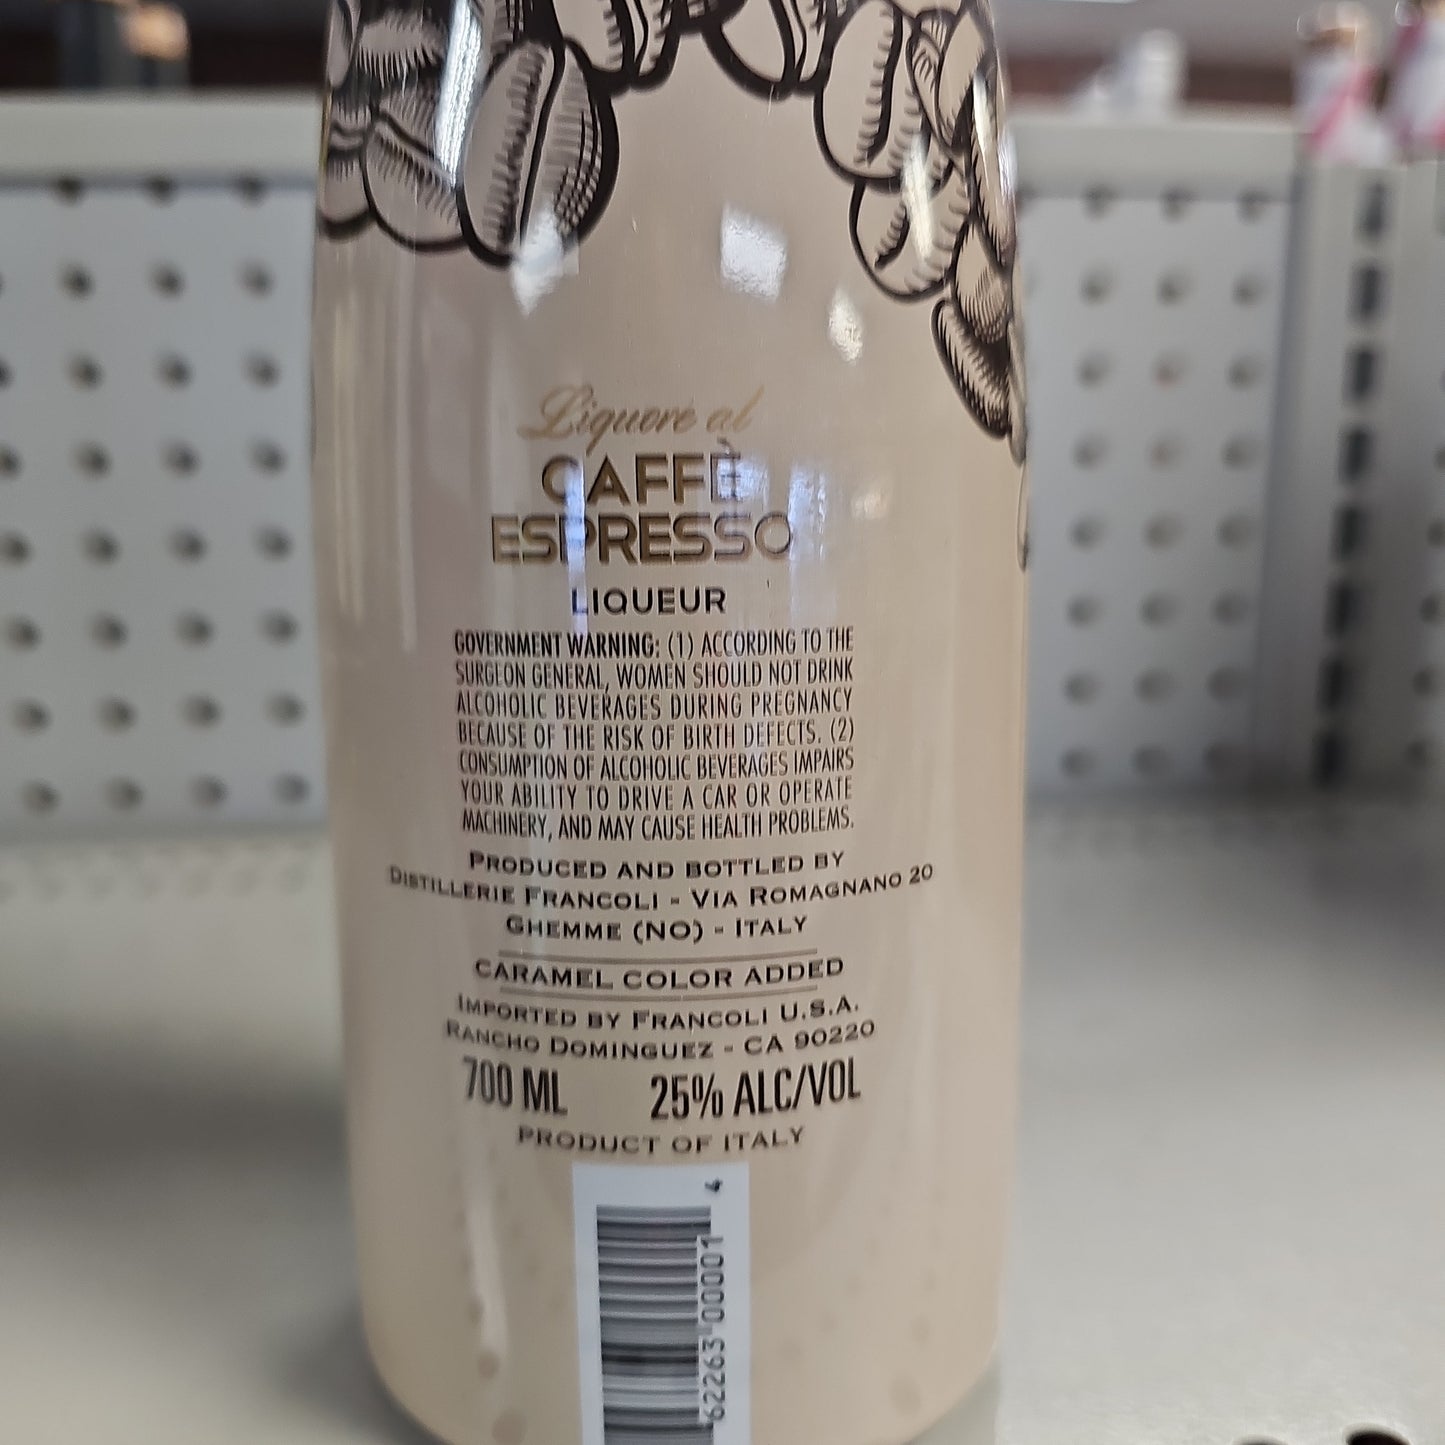 Liquore al
CAFFÈ
ESPRESSO
LIQUEUR
GOVERNMENT WARNING: (1) ACCORDING TO THE
SURGEON GENERAL, WOMEN SHOULD NOT DRINK
ALCOHOLIC BEVERAGES DURING PREGNANCY
BECAUSE OF THE RISK OF BIRTH DEFECTS. (2)
CONSUMPTION OF ALCOHOLIC BEVERAGES IMPAIRS
YOUR ABILITY TO DRIVE A CAR OR OPERATE
MACHINERY, AND MAY CAUSE HEALTH PROBLEMS.
PRODUCED AND BOTTLED BY
DISTILLERIE FRANCOLI - VIA ROMAGNANO 20
GHEMME (NO) - ITALY
CARAMEL COLOR ADDED
IMPORTED BY FRANCOLI U.S.A.
RANCHO DOMINGUEZ - CA 90220
700 ML 25% ALC/VOL
PRODUCT OF ITALY
62263 00001 4